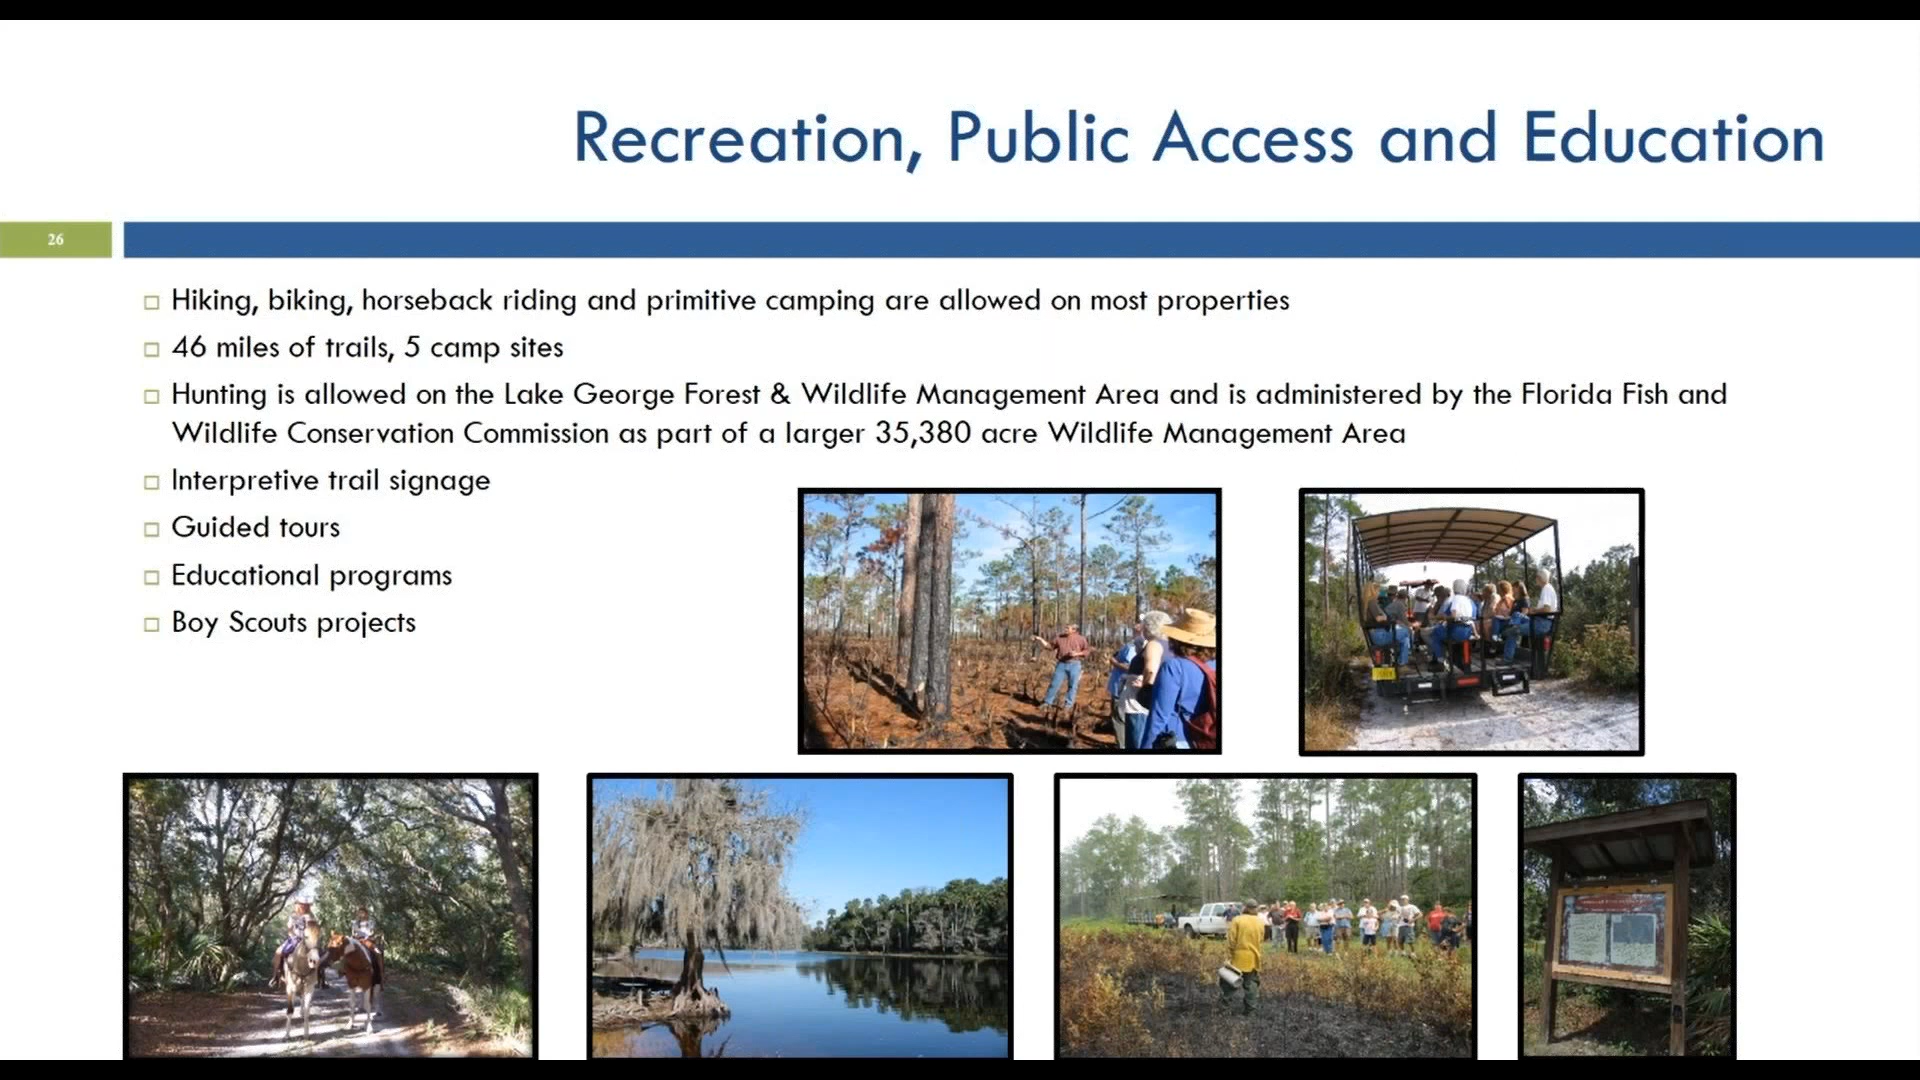 Recreation, Public Access and Education
26
Hiking, biking, horseback riding and primitive camping are allowed on most properties
46 miles of trails, 5 camp sites
Hunting is allowed on the Lake George Forest & Wildlife Management Area and is administered by the Florida Fish and
Wildlife Conservation Commission as part of a larger 35,380 acre Wildlife Management Area
Interpretive trail signage
Guided tours
Educational programs
Boy Scouts projects